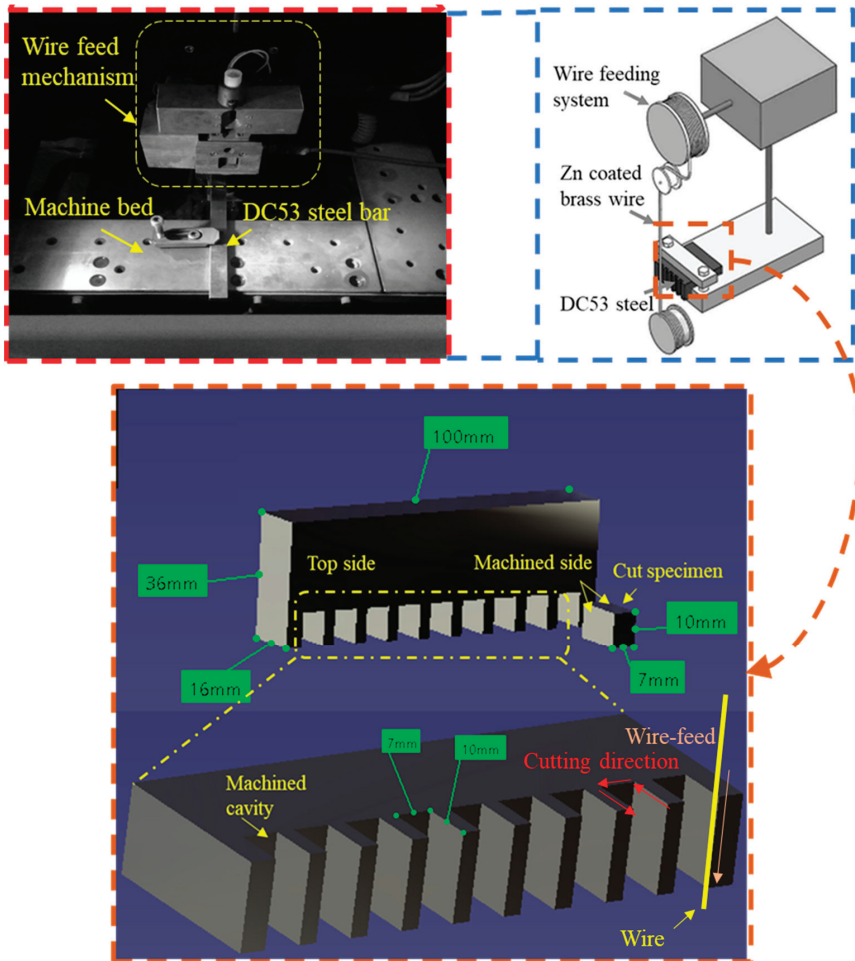 Wire feed
mechanism
Machine bed
DC53 steel bar
Wire feeding
system
Zn coated
brass wire
DC53 steel
100mm
36mm
Top side
Machined side
Cut specimen
10mm
16mm
7mm
7mm
10mm
Wire-feed
Cutting direction
Machined
cavity
Wire